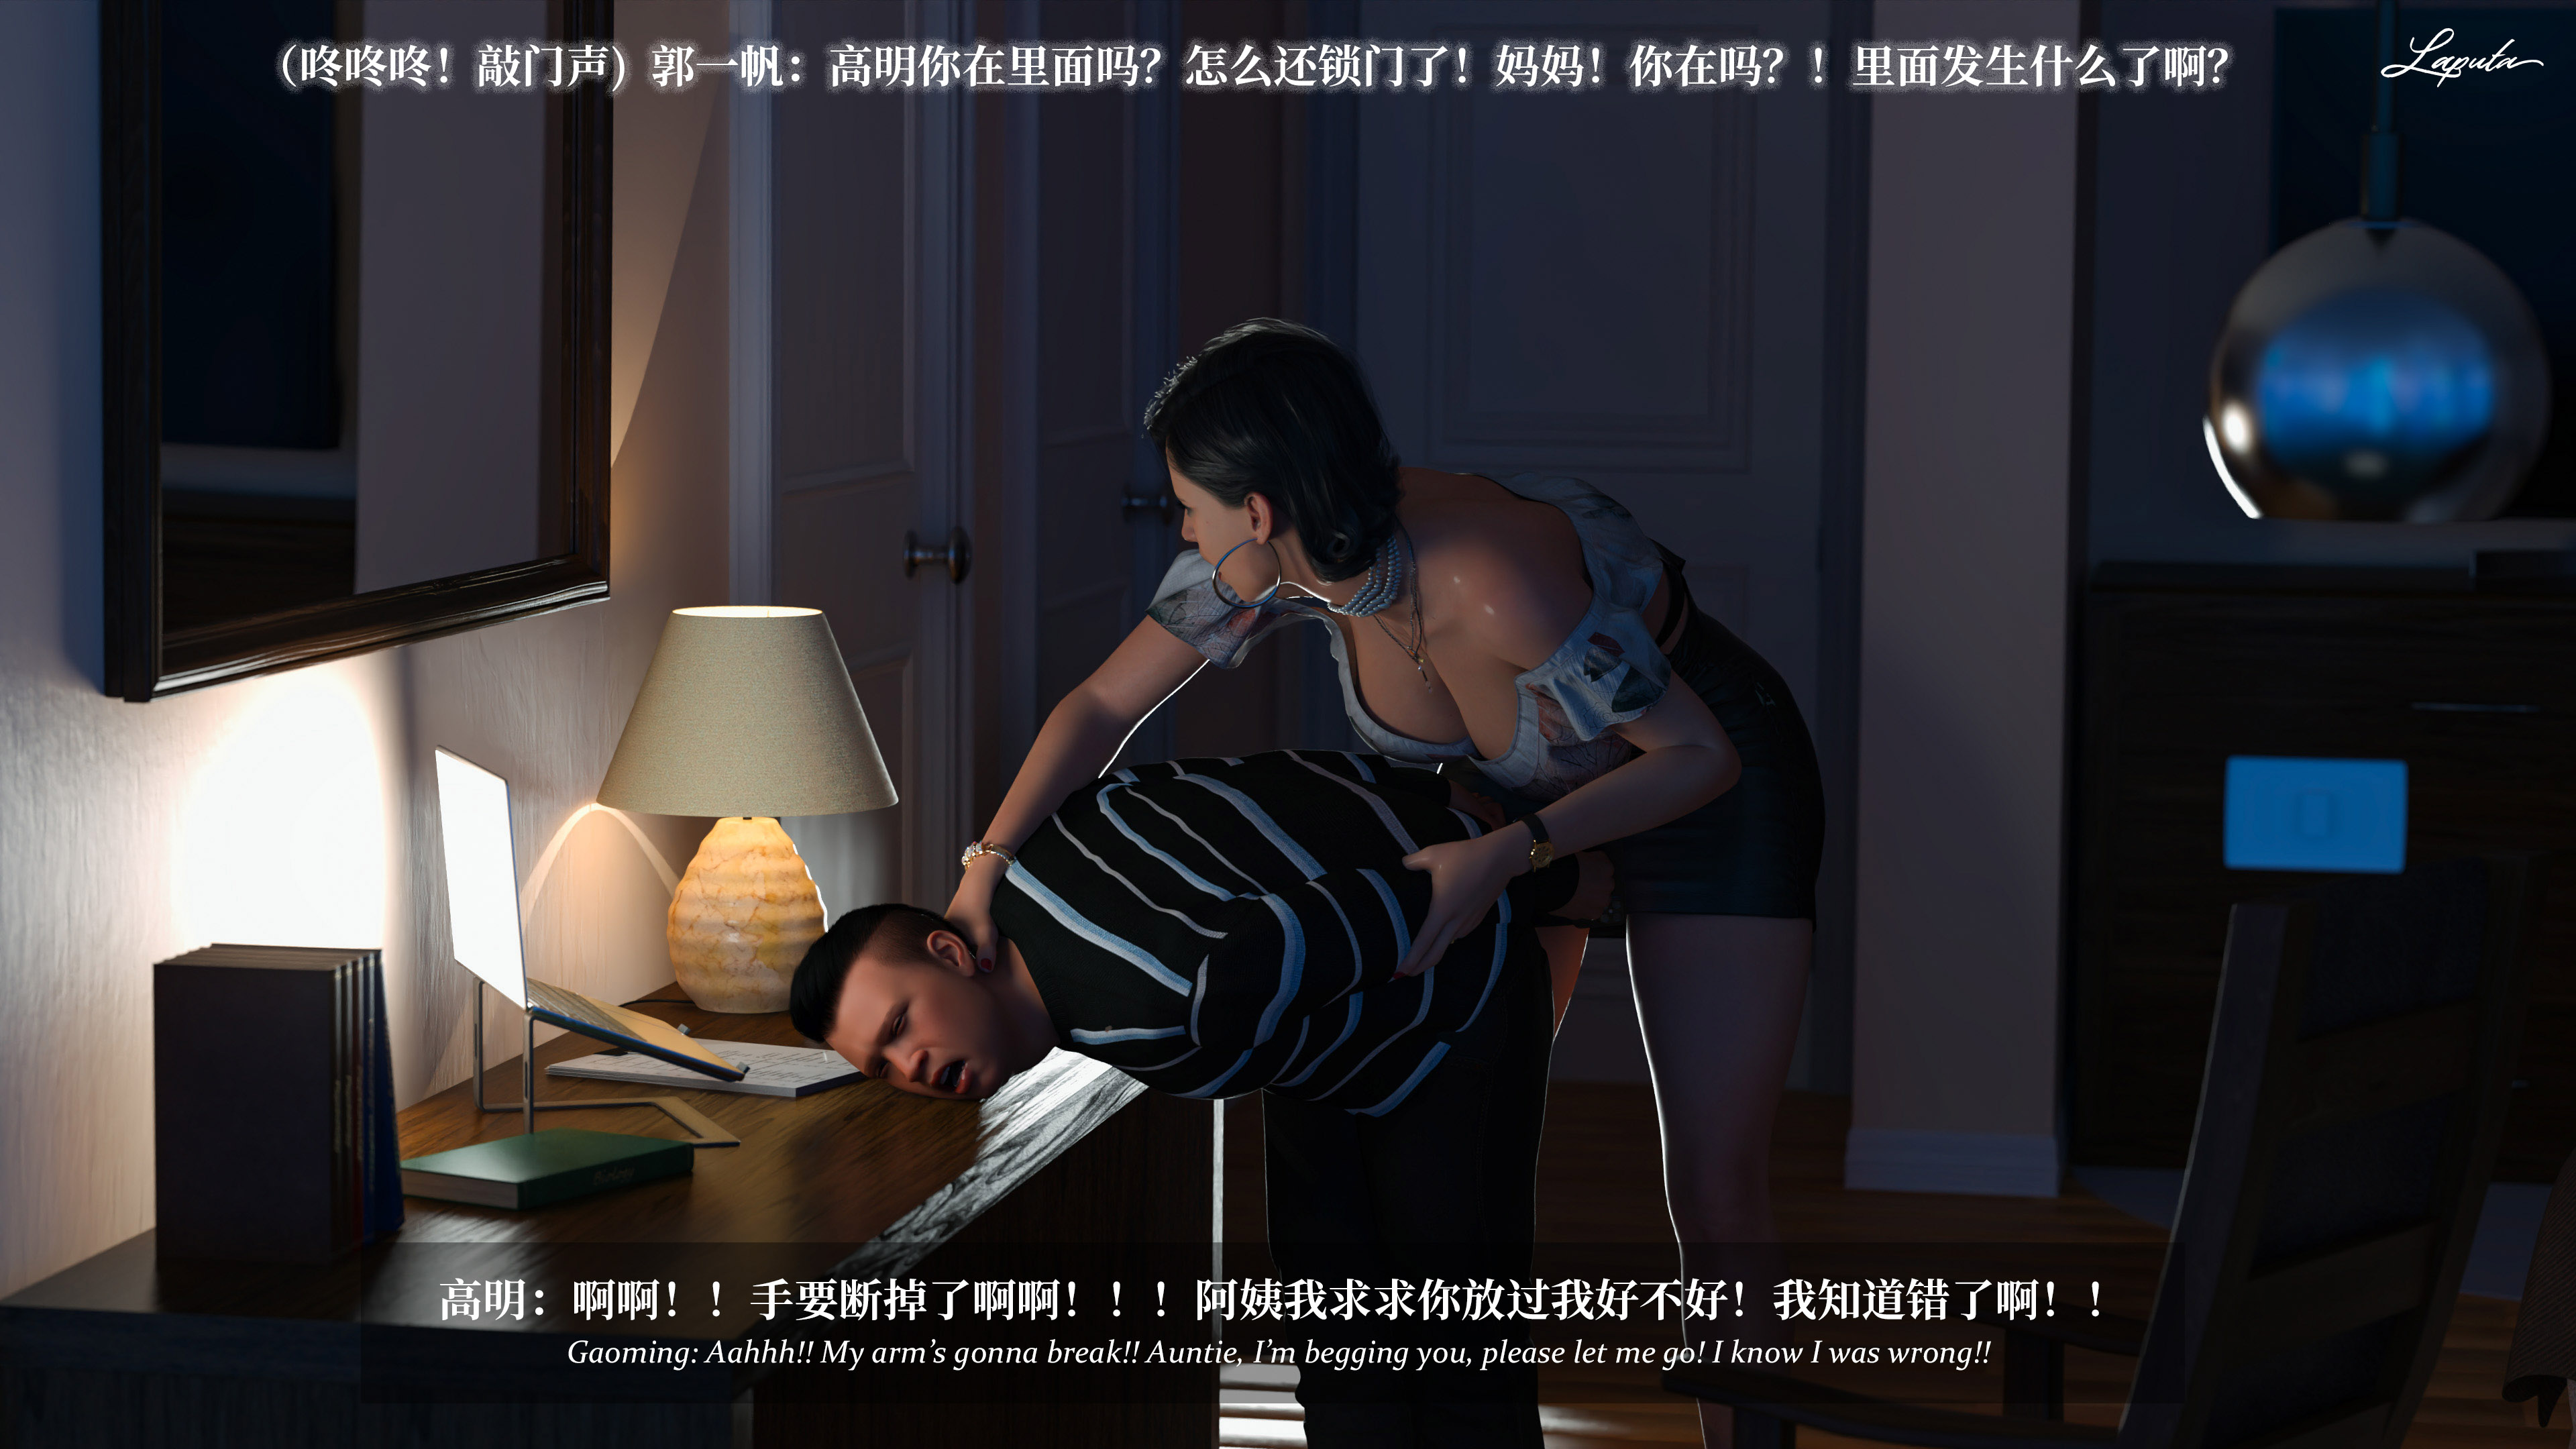 (咚咚咚！敲门声) 郭一帆：高明你在里面吗？怎么还锁门了！妈妈！你在吗？！里面发生什么了啊？
Laputa
Biology
高明：啊啊！！手要断掉了啊啊！！！阿姨我求求你放过我好不好！我知道错了啊！！
Gaoming: Aahhh!! My arm's gonna break!! Auntie, I'm begging you, please let me go! I know I was wrong!!